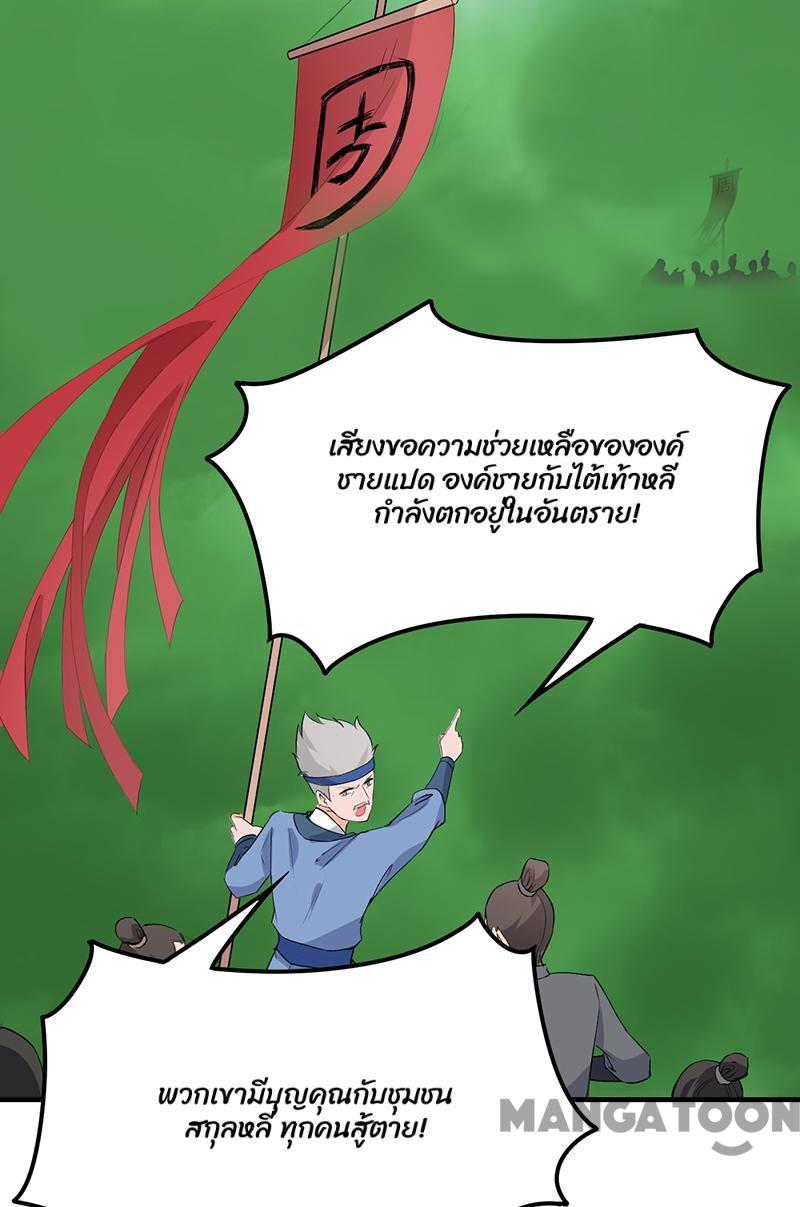 周
周
เสียงขอความช่วยเหลือขององค์
ชายแปด องค์ชายกับไต้เท้าหลี
กำลังตกอยู่ในอันตราย!
พวกเขามีบุญคุณกับชุมชน
สกุลหลี ทุกคนสู้ตาย!
MANGATOON